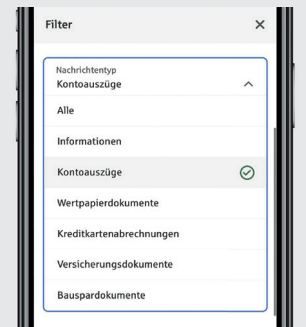 Filter
Nachrichtentyp
Kontoauszüge
Alle
Informationen
Kontoauszüge
Wertpapierdokumente
Kreditkartenabrechnungen
Versicherungsdokumente
Bauspardokumente